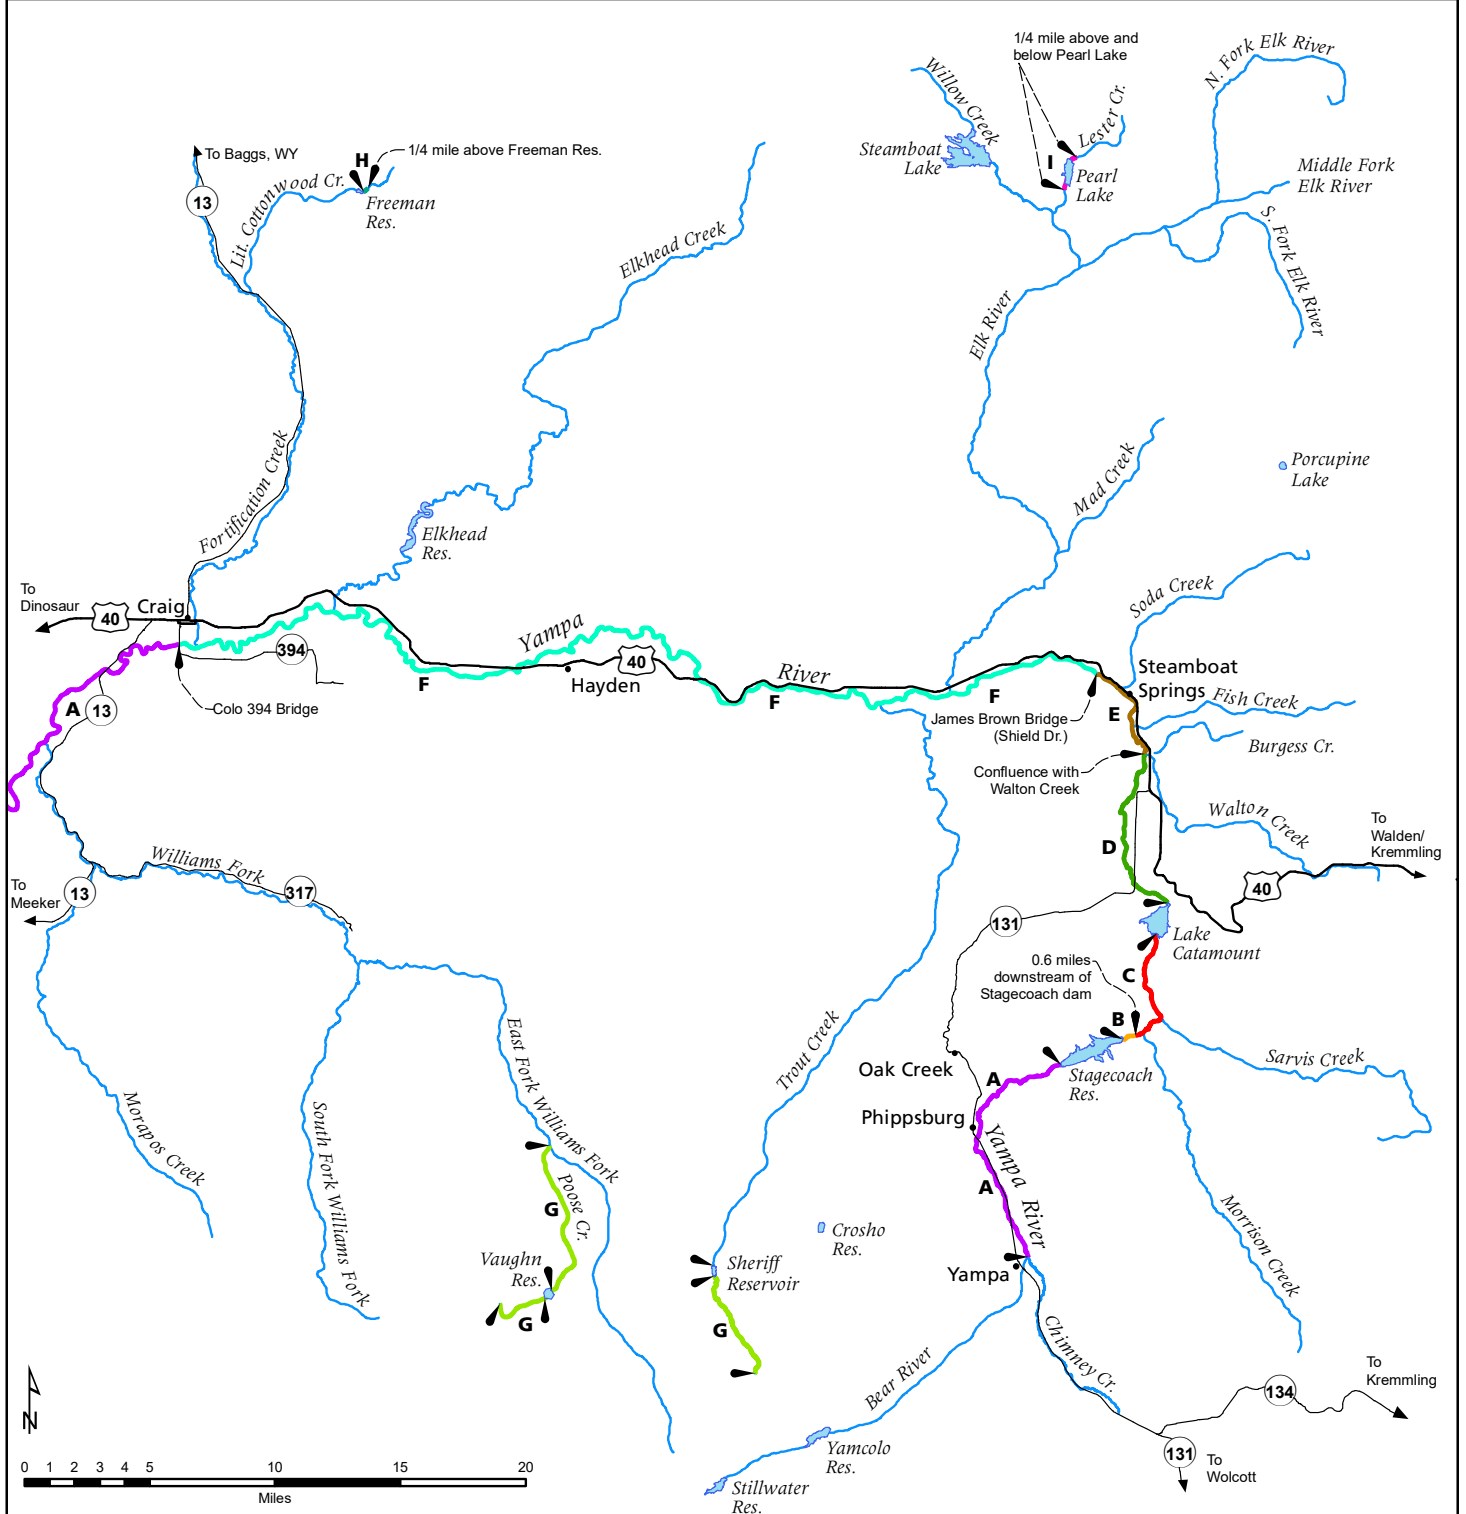 1/4 mile above and
below Pearl Lake
N. Fork Elk River
Willow Creek
Lester Cr.
Steamboat
Lake
I
Pearl
Lake
Middle Fork
Elk River
S. Fork Elk River
To Baggs, WY
H
1/4 mile above Freeman Res.
13
Lit. Cottonwood Cr.
Freeman
Res.
Elkhead Creek
Elk River
Fortification Creek
Mad Creek
Porcupine
Lake
Elkhead
Res.
Soda Creek
To
Dinosaur
40
Craig
394
Yampa
River
40
Hayden
F
F
F
Steamboat
Springs
A
13
Colo 394 Bridge
James Brown Bridge
(Shield Dr.)
E
Fish Creek
Burgess Cr.
Confluence with
Walton Creek
Walton Creek
To
Walden/
Kremmling
D
40
Williams Fork
317
To
Meeker
13
131
Lake
Catamount
0.6 miles
downstream of
Stagecoach dam
C
B
Trout Creek
East Fork Williams Fork
Oak Creek
A
Stagecoach
Res.
Sarvis Creek
Morapos Creek
South Fork Williams Fork
Phippsburg
Yampa River
A
Poose Cr.
G
Vaughn
Res.
G
Crosho
Res.
Sheriff
Reservoir
G
Yampa
Morrison Creek
Chimney Cr.
Bear River
To
Kremmling
134
N
Yamcolo
Res.
131
To
Wolcott
Stillwater
Res.
0 1 2 3 4 5 10 15 20
Miles